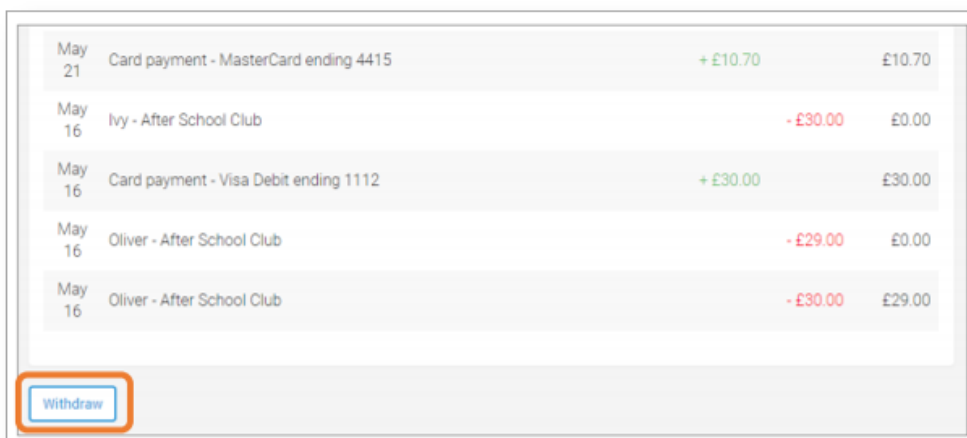 May 21 Card payment - MasterCard ending 4415 + £10.70 £10.70
May 16 Ivy - After School Club - £30.00 £0.00
May 16 Card payment - Visa Debit ending 1112 + £30.00 £30.00
May 16 Oliver - After School Club - £29.00 £0.00
May 16 Oliver - After School Club - £30.00 £29.00
Withdraw